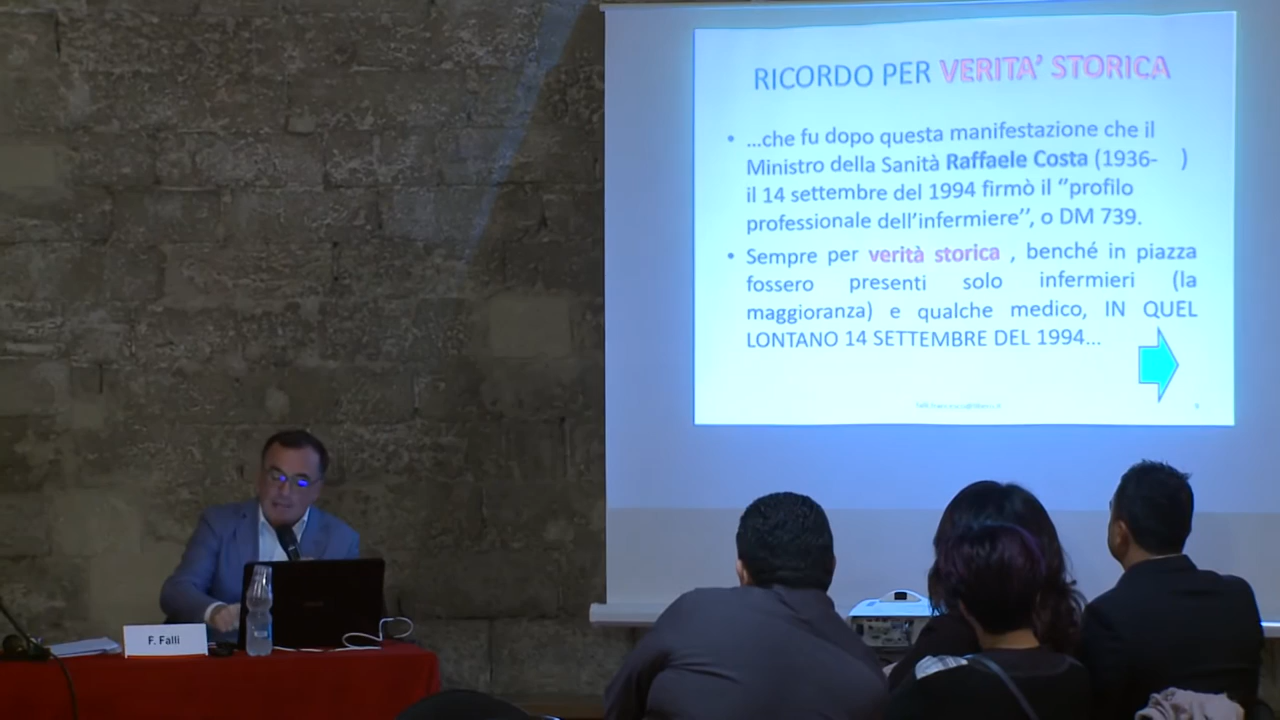 RICORDO PER VERITA' STORICA
• ...che fu dopo questa manifestazione che il
Ministro della Sanità Raffaele Costa (1936- )
il 14 settembre del 1994 firmò il ''profilo
professionale dell'infermiere'', o DM 739.
• Sempre per verità storica , benché in piazza
fossero presenti solo infermieri (la
maggioranza) e qualche medico, IN QUEL
LONTANO 14 SETTEMBRE DEL 1994...
F. Falli